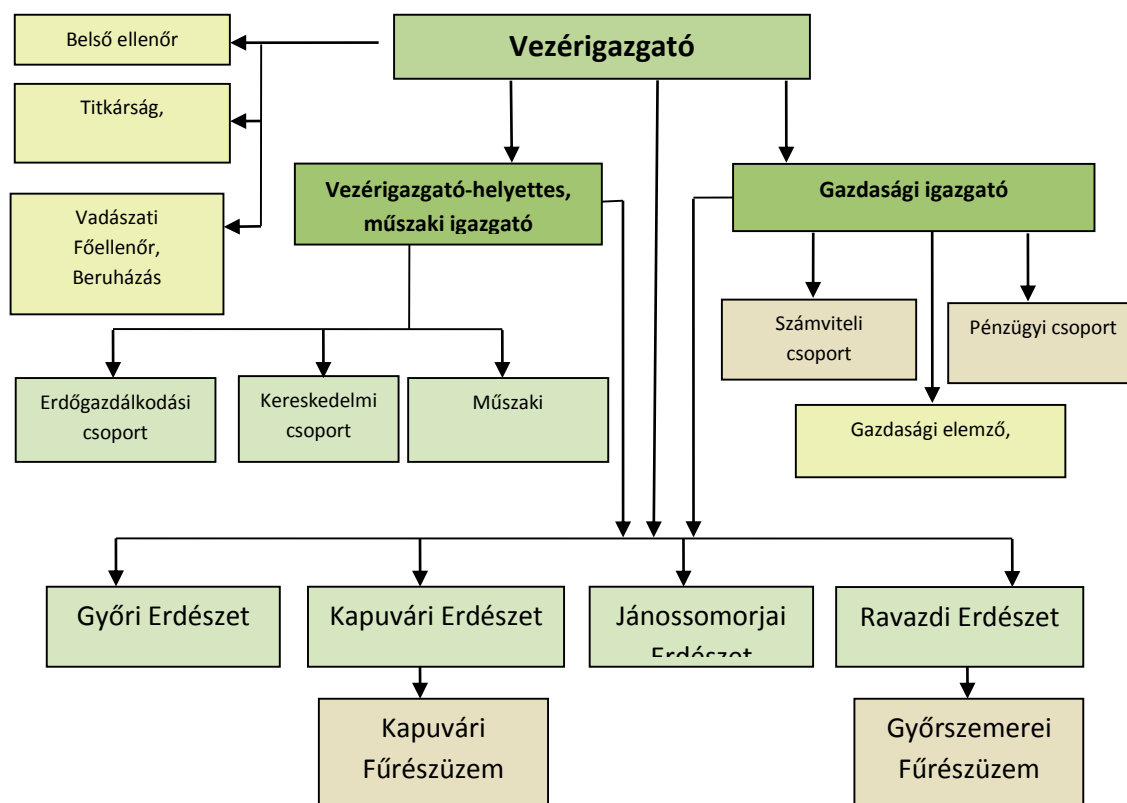 Belső ellenőr
Vezérigazgató
Titkárság,
Vezérigazgató-helyettes,
műszaki igazgató
Gazdasági igazgató
Vadászati
Főellenőr,
Beruházás
Számviteli
csoport
Pénzügyi csoport
Erdőgazdálkodási
csoport
Kereskedelmi
csoport
Műszaki
Gazdasági elemző,
Győri Erdészet
Kapuvári Erdészet
Jánossomorjai
Erdészet
Ravazdi Erdészet
Kapuvári
Fűrészüzem
Győrszemerei
Fűrészüzem